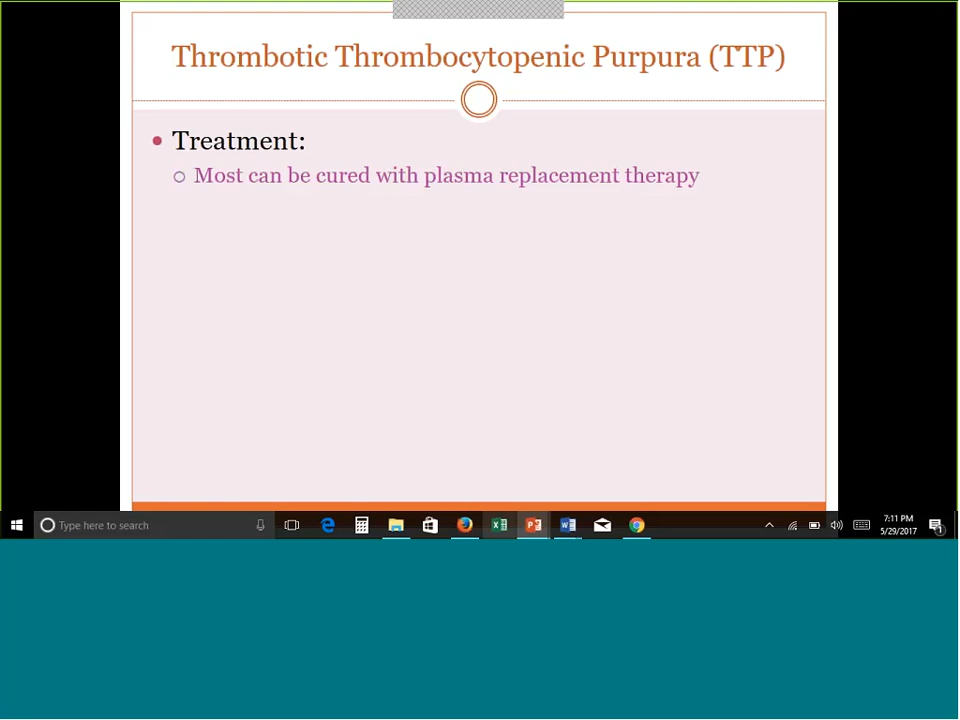 Thrombotic Thrombocytopenic Purpura (TTP)
Treatment:
Most can be cured with plasma replacement therapy
Type here to search
7:11 PM
5/29/2017
1